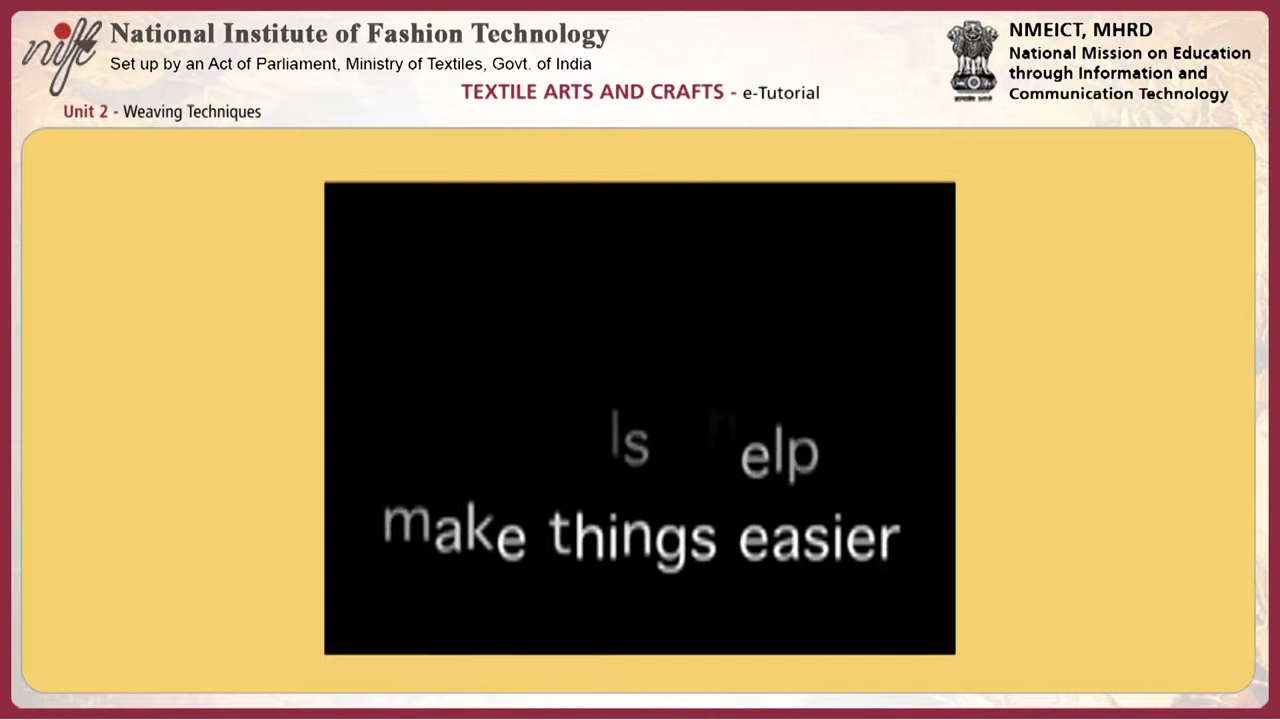 nift
National Institute of Fashion Technology
Set up by an Act of Parliament, Ministry of Textiles, Govt. of India
TEXTILE ARTS AND CRAFTS - e-Tutorial
Unit 2 - Weaving Techniques
NMEICT, MHRD
National Mission on Education
through Information and
Communication Technology
ls help
make things easier